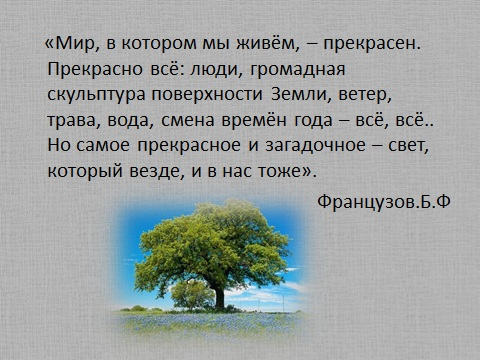 «Мир, в котором мы живём, – прекрасен.
Прекрасно всё: люди, громадная
скульптура поверхности Земли, ветер,
трава, вода, смена времён года – всё, всё..
Но самое прекрасное и загадочное – свет,
который везде, и в нас тоже».
Французов.Б.Ф